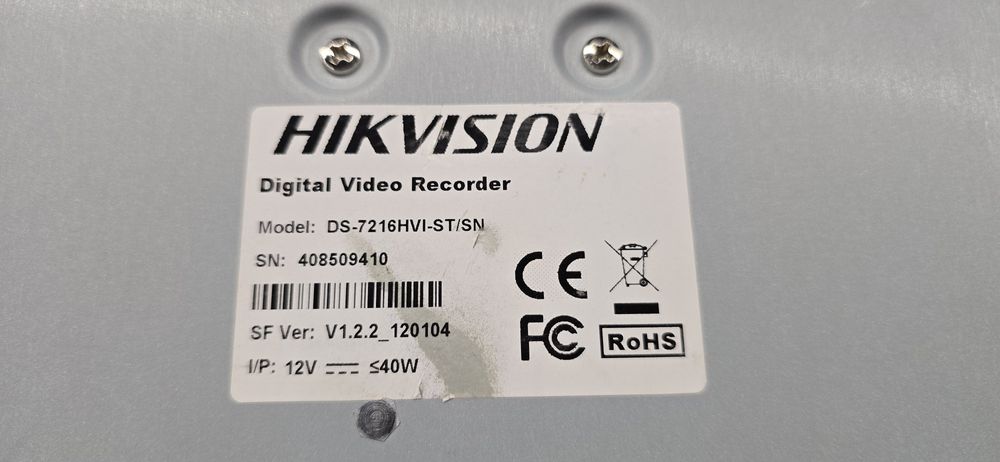 HIKVISION
Digital Video Recorder
Model: DS-7216HVI-ST/SN
SN: 408509410
SF Ver: V1.2.2_120104
I/P: 12V ⎓ ≤40W
CE
FC
RoHS